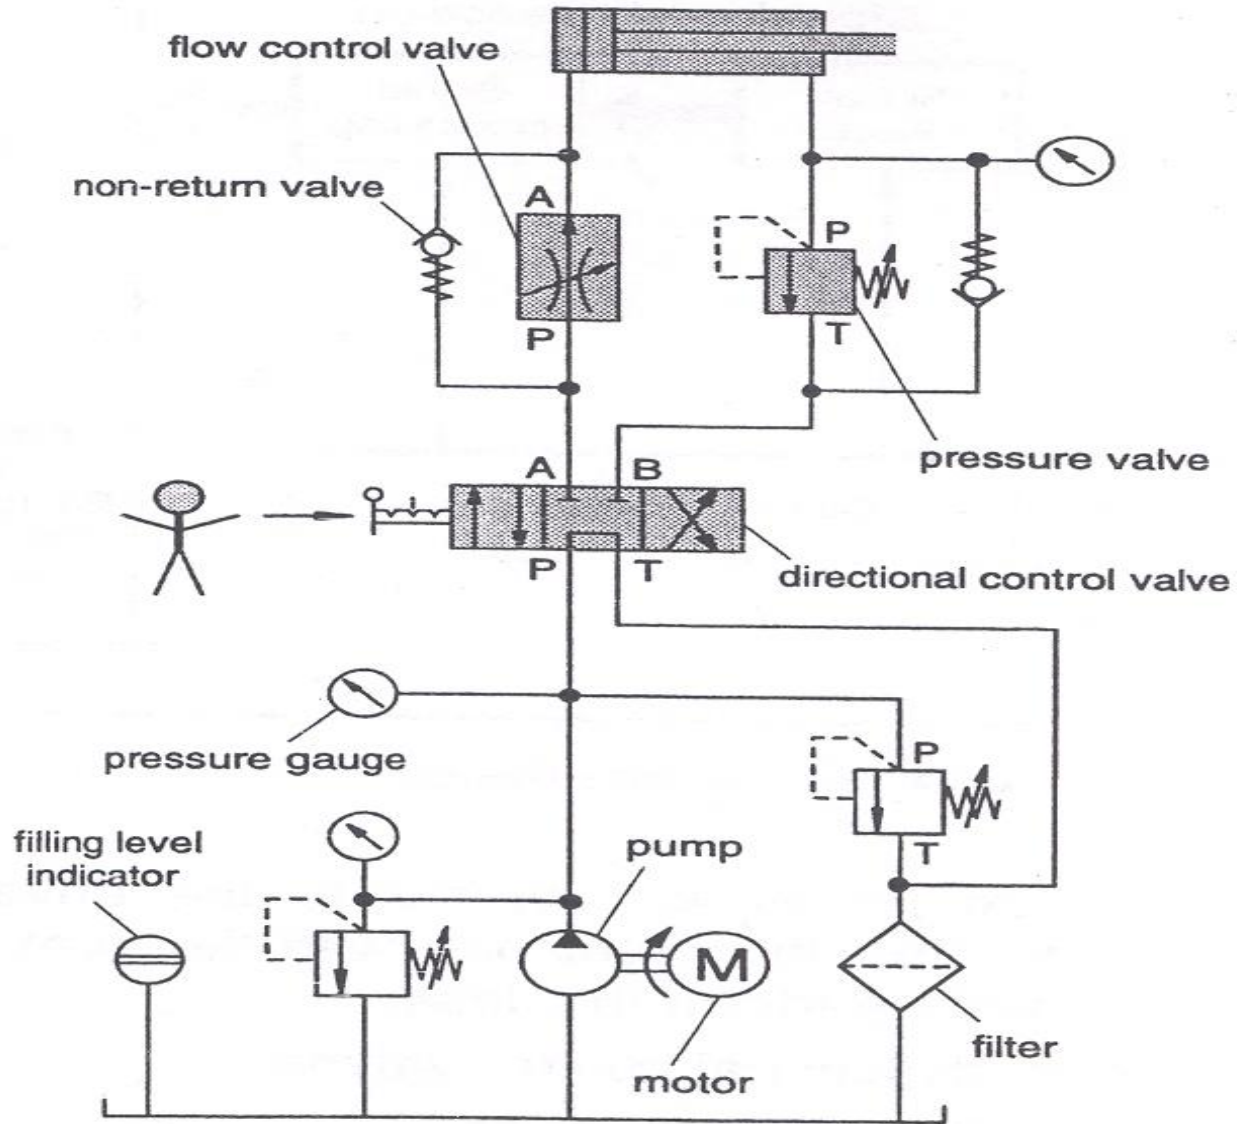 flow control valve
non-return valve
A
P
P
T
pressure valve
A B
P T
directional control valve
pressure gauge
P
T
filling level
indicator
pump
M
motor
filter